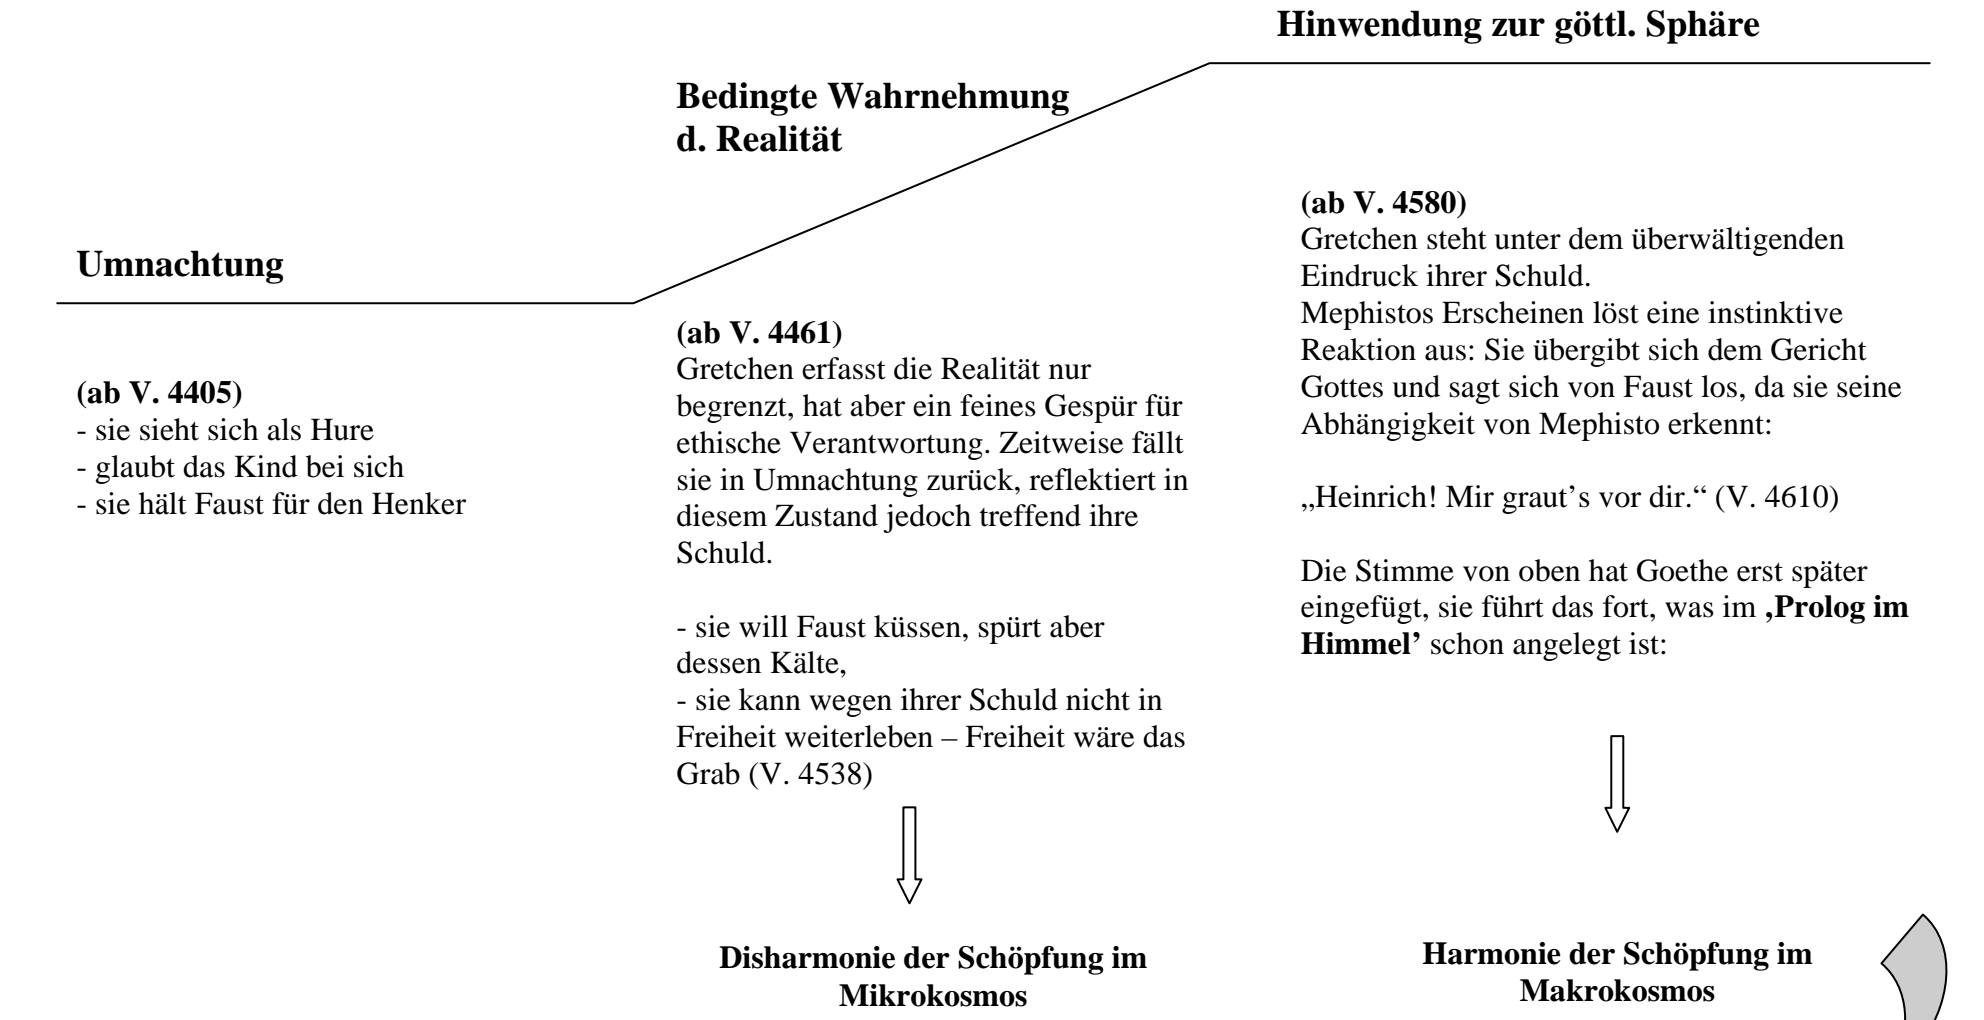 Hinwendung zur göttl. Sphäre
Bedingte Wahrnehmung
d. Realität
Umnachtung
(ab V. 4405)
- sie sieht sich als Hure
- glaubt das Kind bei sich
- sie hält Faust für den Henker
(ab V. 4461)
Gretchen erfasst die Realität nur
begrenzt, hat aber ein feines Gespür für
ethische Verantwortung. Zeitweise fällt
sie in Umnachtung zurück, reflektiert in
diesem Zustand jedoch treffend ihre
Schuld.
- sie will Faust küssen, spürt aber
dessen Kälte,
- sie kann wegen ihrer Schuld nicht in
Freiheit weiterleben – Freiheit wäre das
Grab (V. 4538)
Disharmonie der Schöpfung im
Mikrokosmos
(ab V. 4580)
Gretchen steht unter dem überwältigenden
Eindruck ihrer Schuld.
Mephistos Erscheinen löst eine instinktive
Reaktion aus: Sie übergibt sich dem Gericht
Gottes und sagt sich von Faust los, da sie seine
Abhängigkeit von Mephisto erkennt:
„Heinrich! Mir graut’s vor dir.“ (V. 4610)
Die Stimme von oben hat Goethe erst später
eingefügt, sie führt das fort, was im ‚Prolog im
Himmel’ schon angelegt ist:
Harmonie der Schöpfung im
Makrokosmos